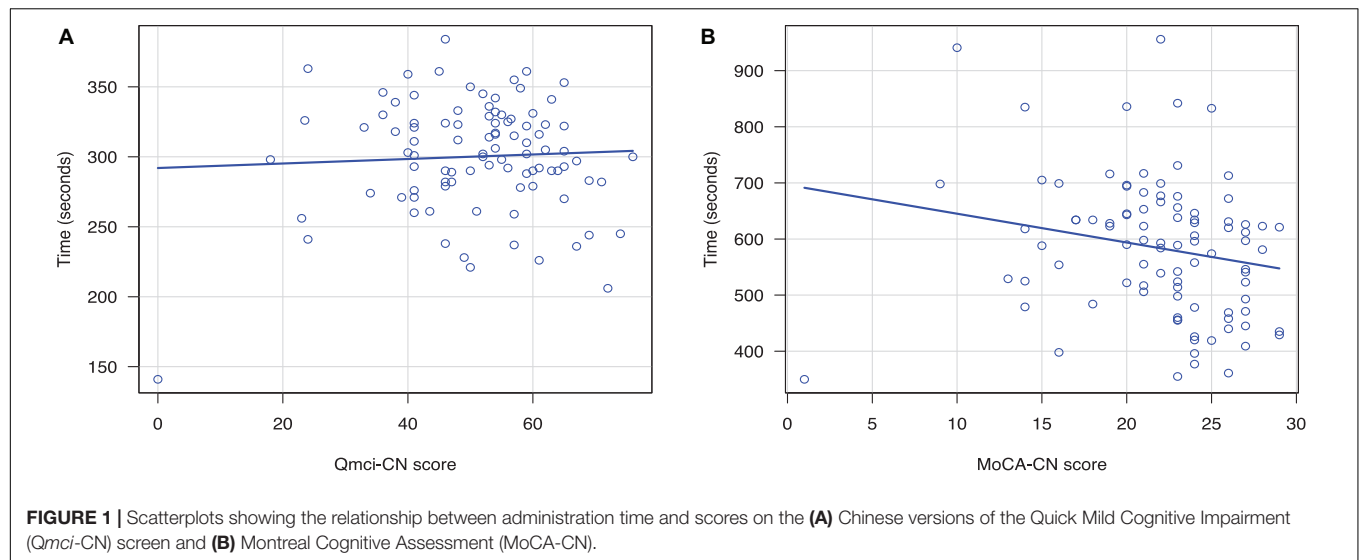 A
Time (seconds)
350
300
250
200
150
0 20 40 60
Qmci-CN score
B
Time (seconds)
900
800
700
600
500
400
0 5 10 15 20 25 30
MoCA-CN score
FIGURE 1 | Scatterplots showing the relationship between administration time and scores on the (A) Chinese versions of the Quick Mild Cognitive Impairment
(Qmci-CN) screen and (B) Montreal Cognitive Assessment (MoCA-CN).